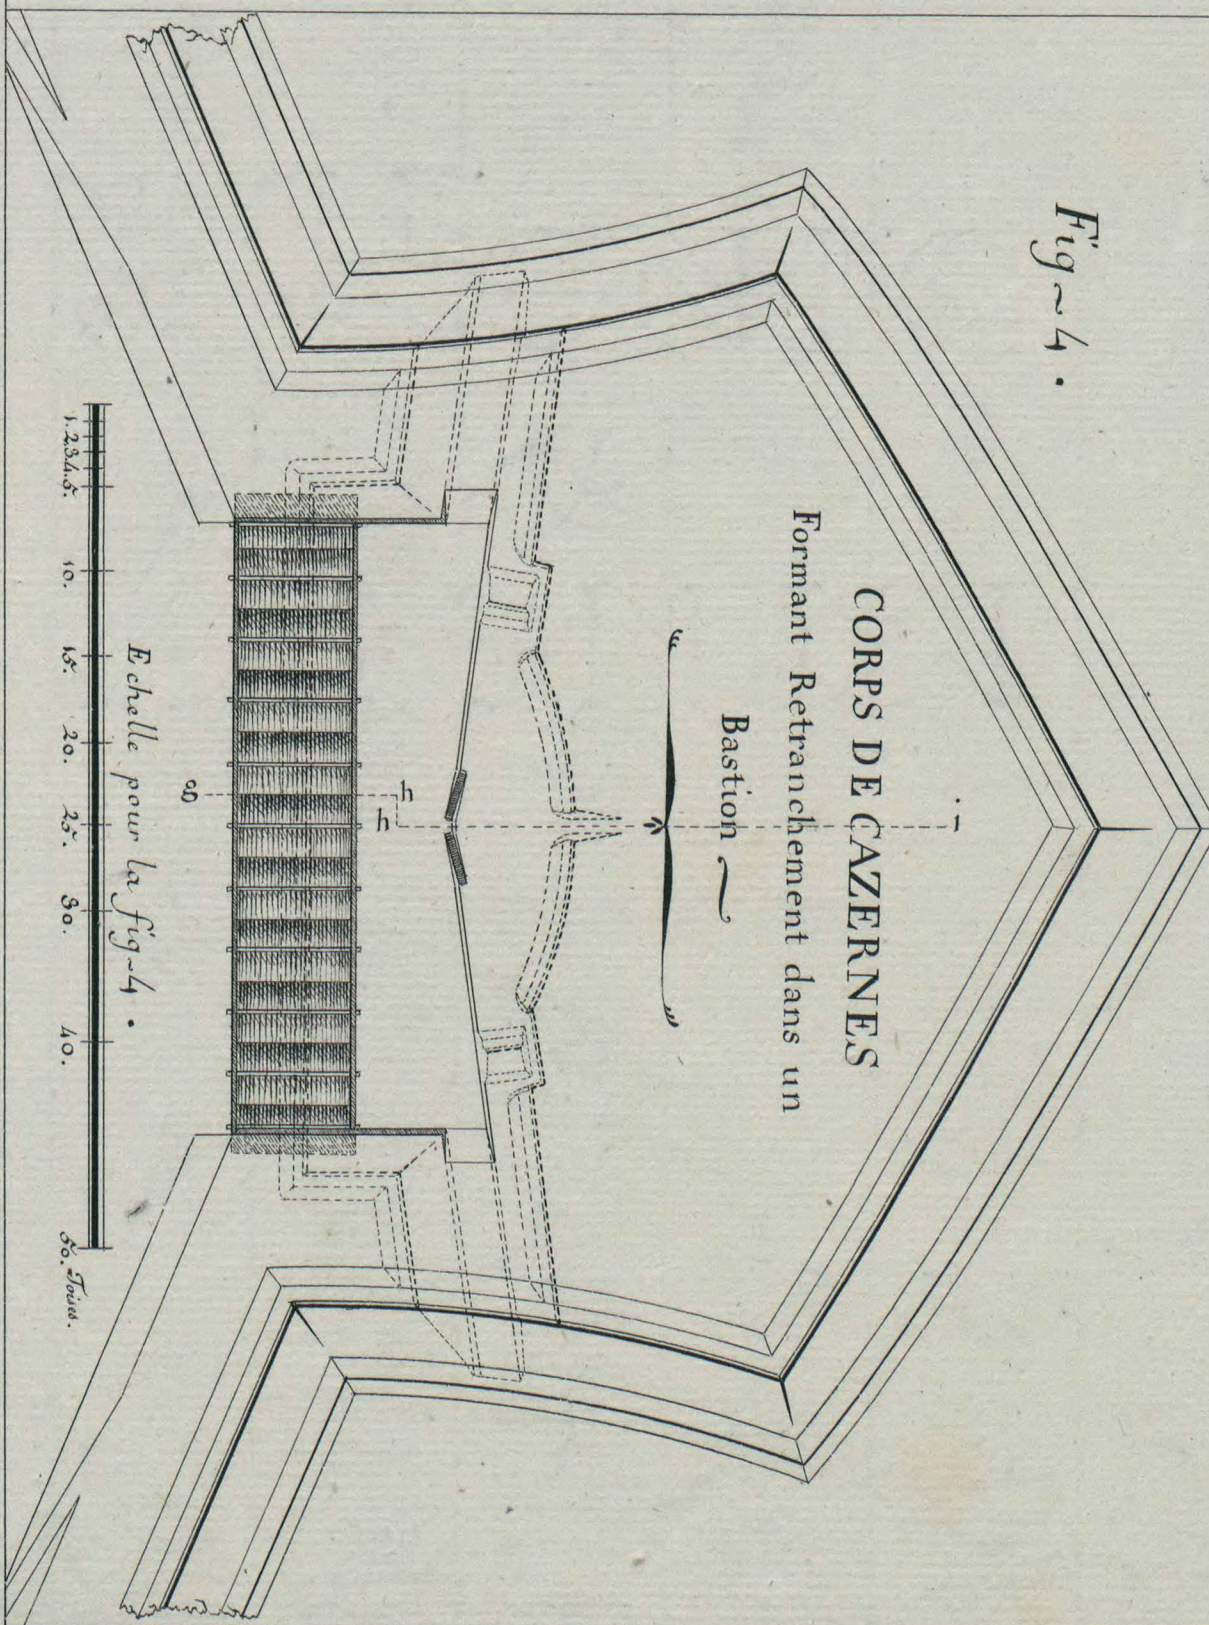 Fig~4.
CORPS DE CAZERNES
Formant Retranchement dans un
Bastion
i
h
h
g
Echelle pour la fig~4.
1. 2. 3. 4. 5. 10. 15. 20. 25. 30. 40. 50. Toises.